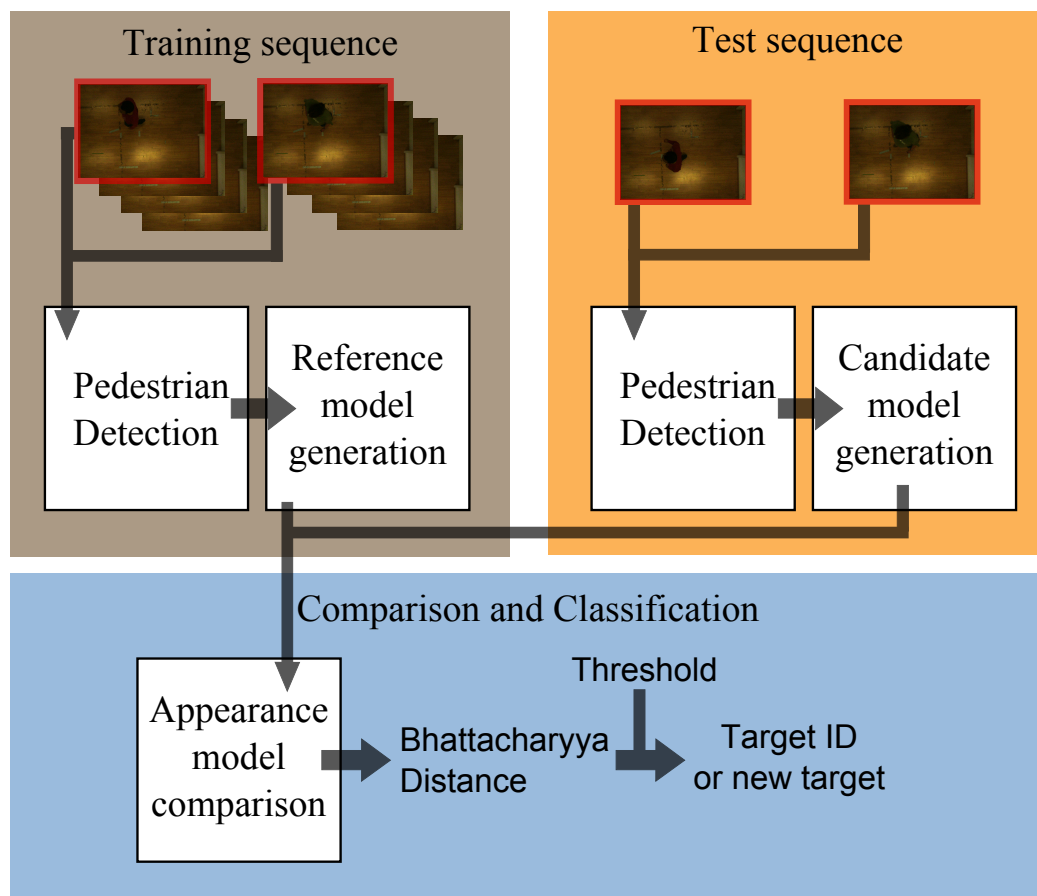 Training sequence
Pedestrian
Detection
Reference
model
generation
Test sequence
Pedestrian
Detection
Candidate
model
generation
Comparison and Classification
Appearance
model
comparison
Bhattacharyya
Distance
Threshold
Target ID
or new target